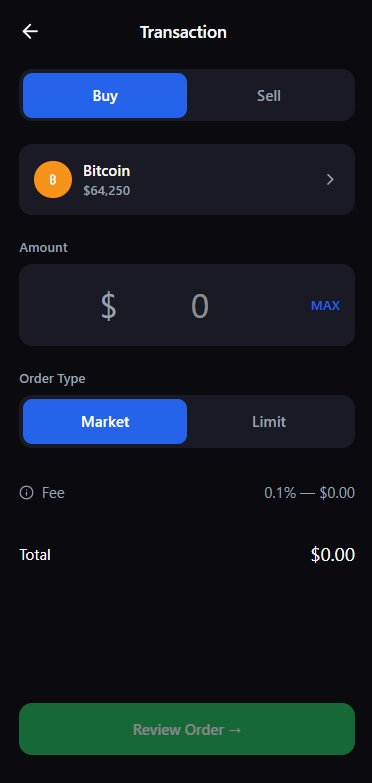 Transaction
Buy Sell
Bitcoin
$64,250
Amount
$ 0 MAX
Order Type
Market Limit
Fee 0.1% — $0.00
Total $0.00
Review Order →